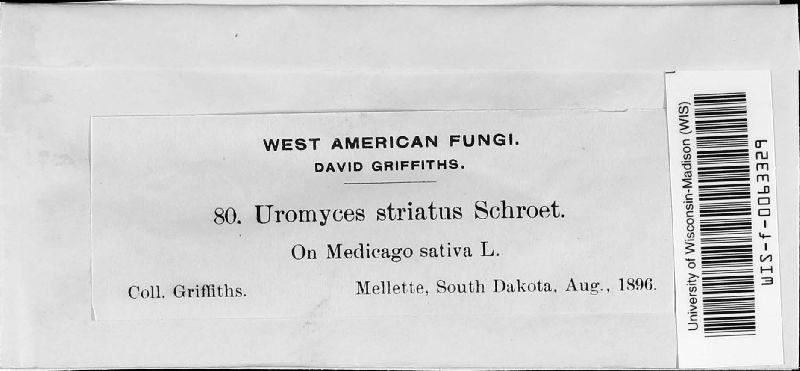 WEST AMERICAN FUNGI.
DAVID GRIFFITHS.
80. Uromyces striatus Schroet.
On Medicago sativa L.
Coll. Griffiths. Mellette, South Dakota, Aug., 1896.
University of Wisconsin-Madison (WIS)
WIS-f-0063329